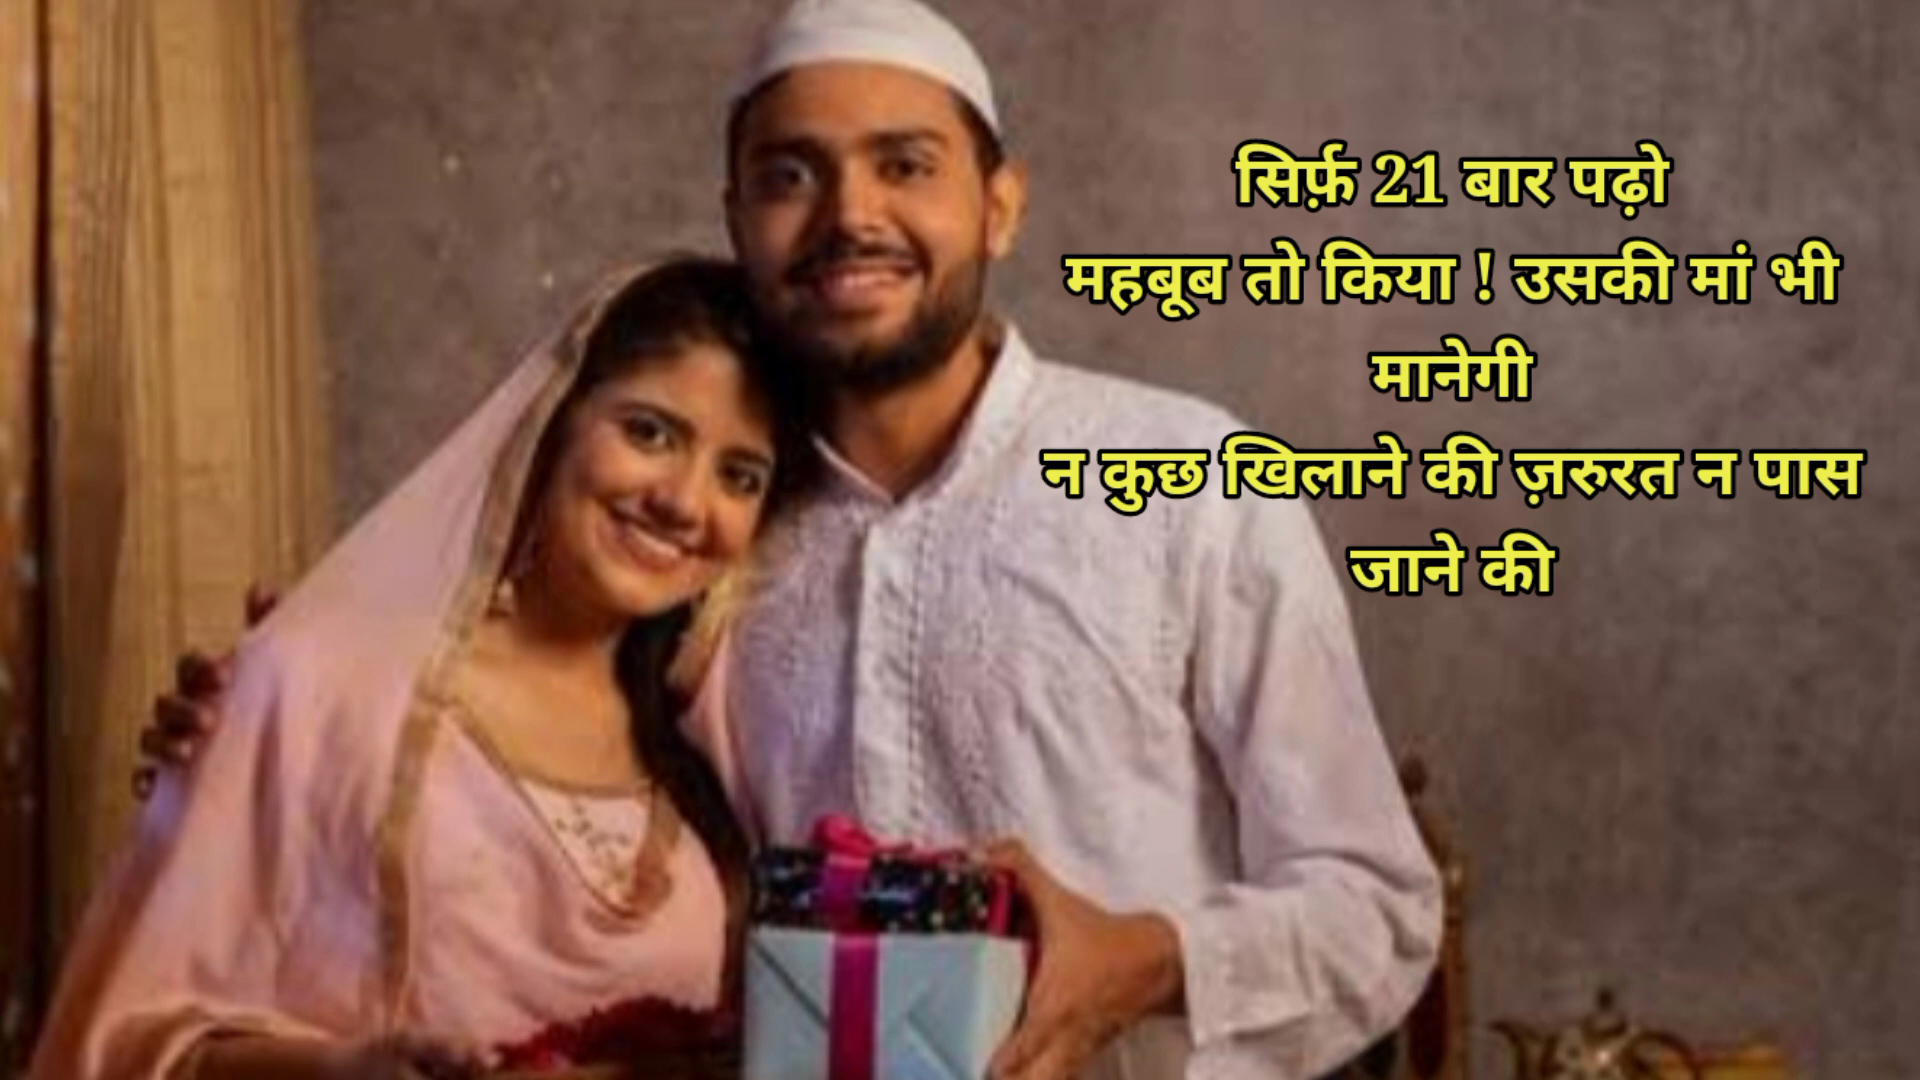 सिर्फ़ 21 बार पढ़ो
महबूब तो किया ! उसकी मां भी
मानेगी
न कुछ खिलाने की ज़रुरत न पास
जाने की